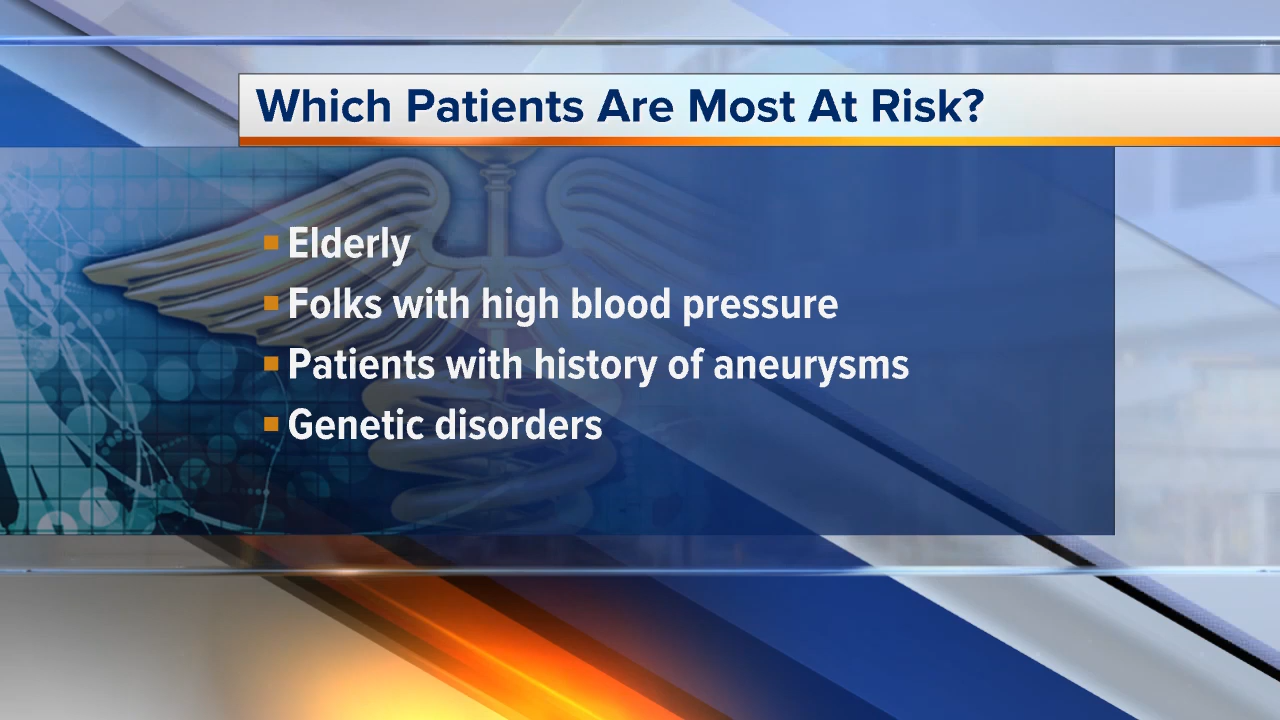 Which Patients Are Most At Risk?
Elderly
Folks with high blood pressure
Patients with history of aneurysms
Genetic disorders